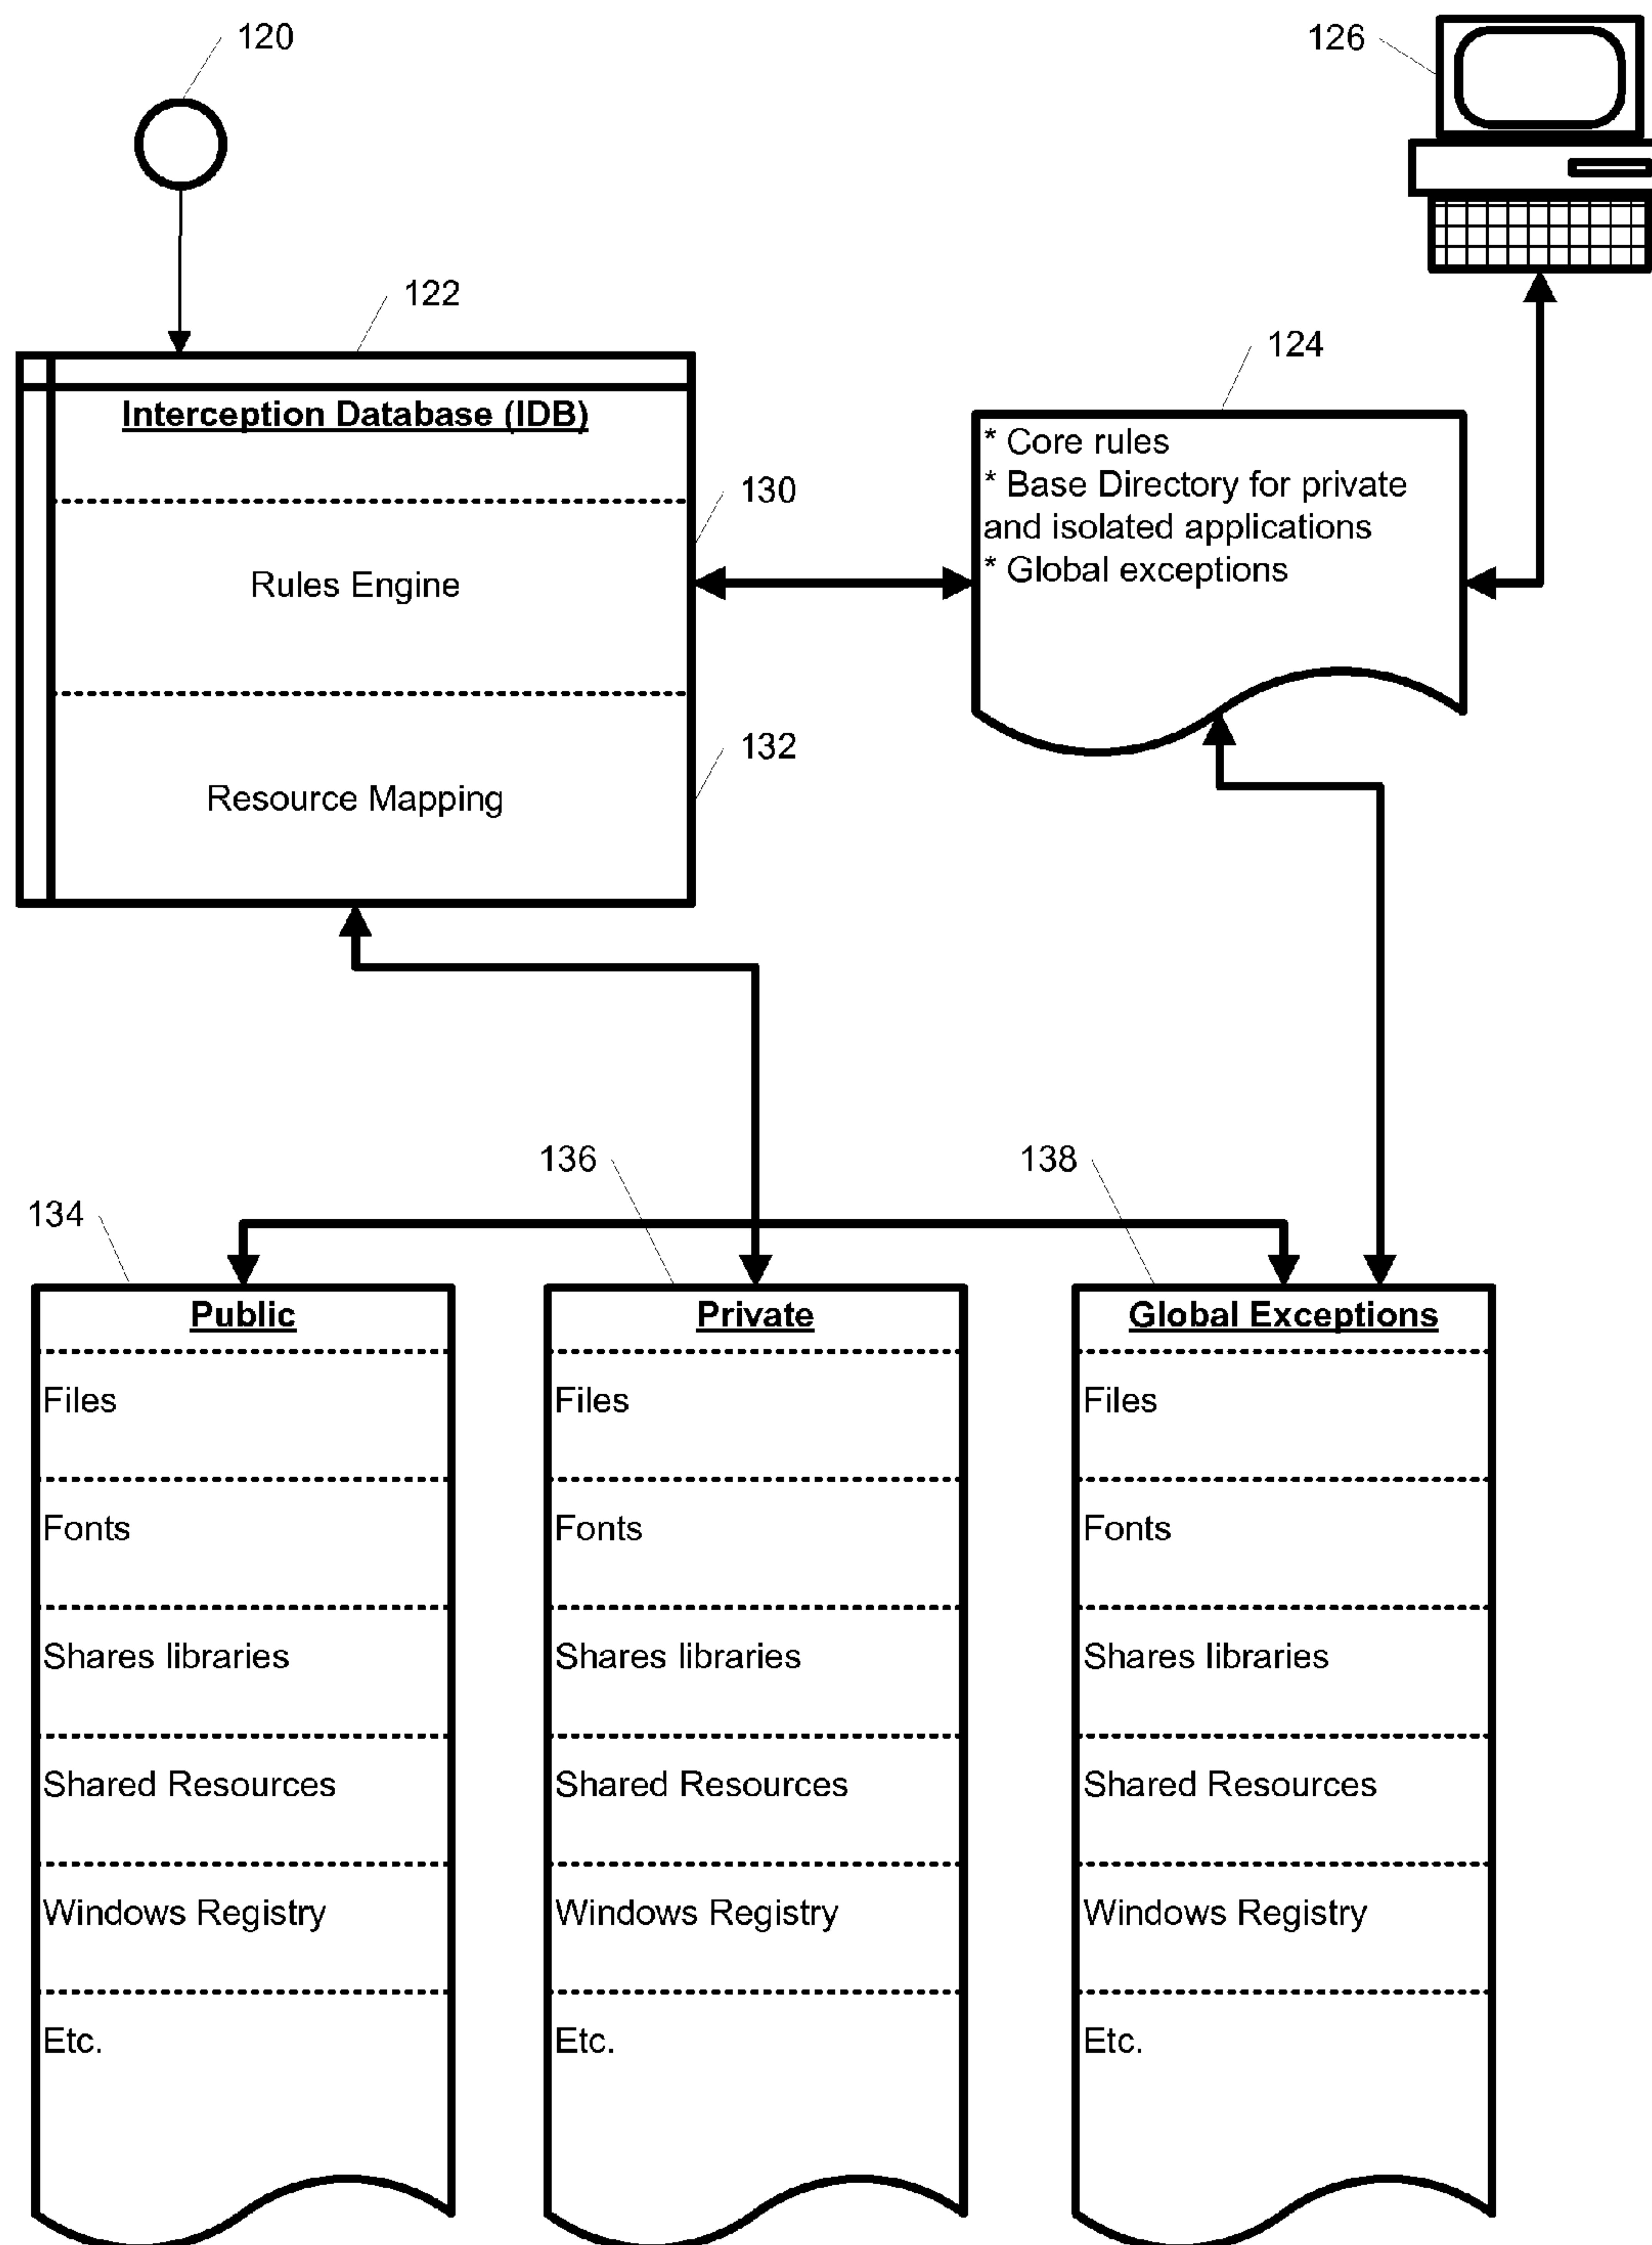 120
126
122
124
Interception Database (IDB)
* Core rules
* Base Directory for private
and isolated applications
* Global exceptions
130
Rules Engine
132
Resource Mapping
136
138
134
Public
Files
Fonts
Shares libraries
Shared Resources
Windows Registry
Etc.
Private
Files
Fonts
Shares libraries
Shared Resources
Windows Registry
Etc.
Global Exceptions
Files
Fonts
Shares libraries
Shared Resources
Windows Registry
Etc.